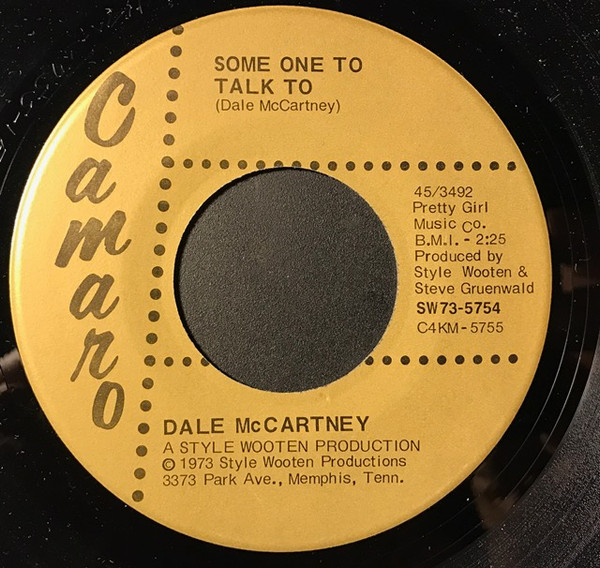 Camaro
SOME ONE TO
TALK TO
(Dale McCartney)
45/3492
Pretty Girl
Music Co.
B.M.I. - 2:25
Produced by
Style Wooten &
Steve Gruenwald
SW73-5754
C4KM-5755
DALE McCARTNEY
A STYLE WOOTEN PRODUCTION
© 1973 Style Wooten Productions
3373 Park Ave., Memphis, Tenn.